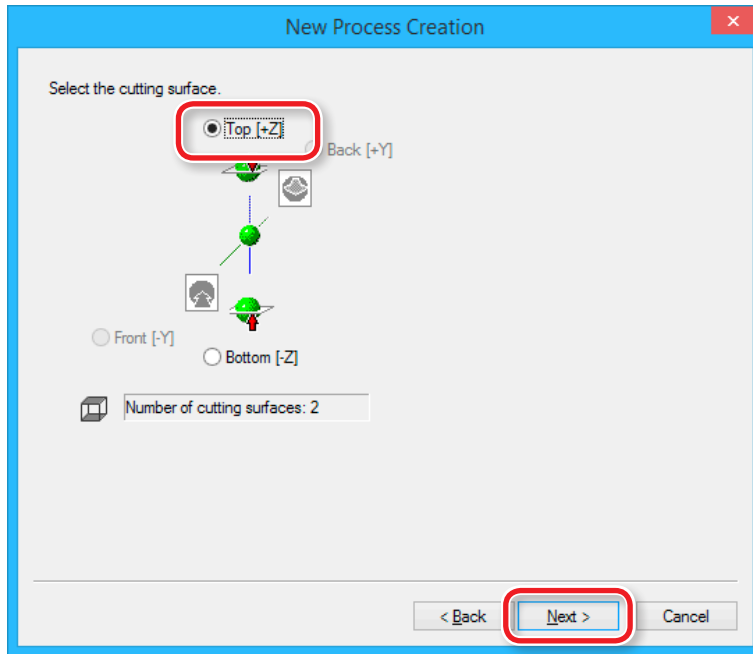 New Process Creation
Select the cutting surface.
Top [+Z]
Back [+Y]
Front [-Y]
Bottom [-Z]
Number of cutting surfaces: 2
< Back
Next >
Cancel